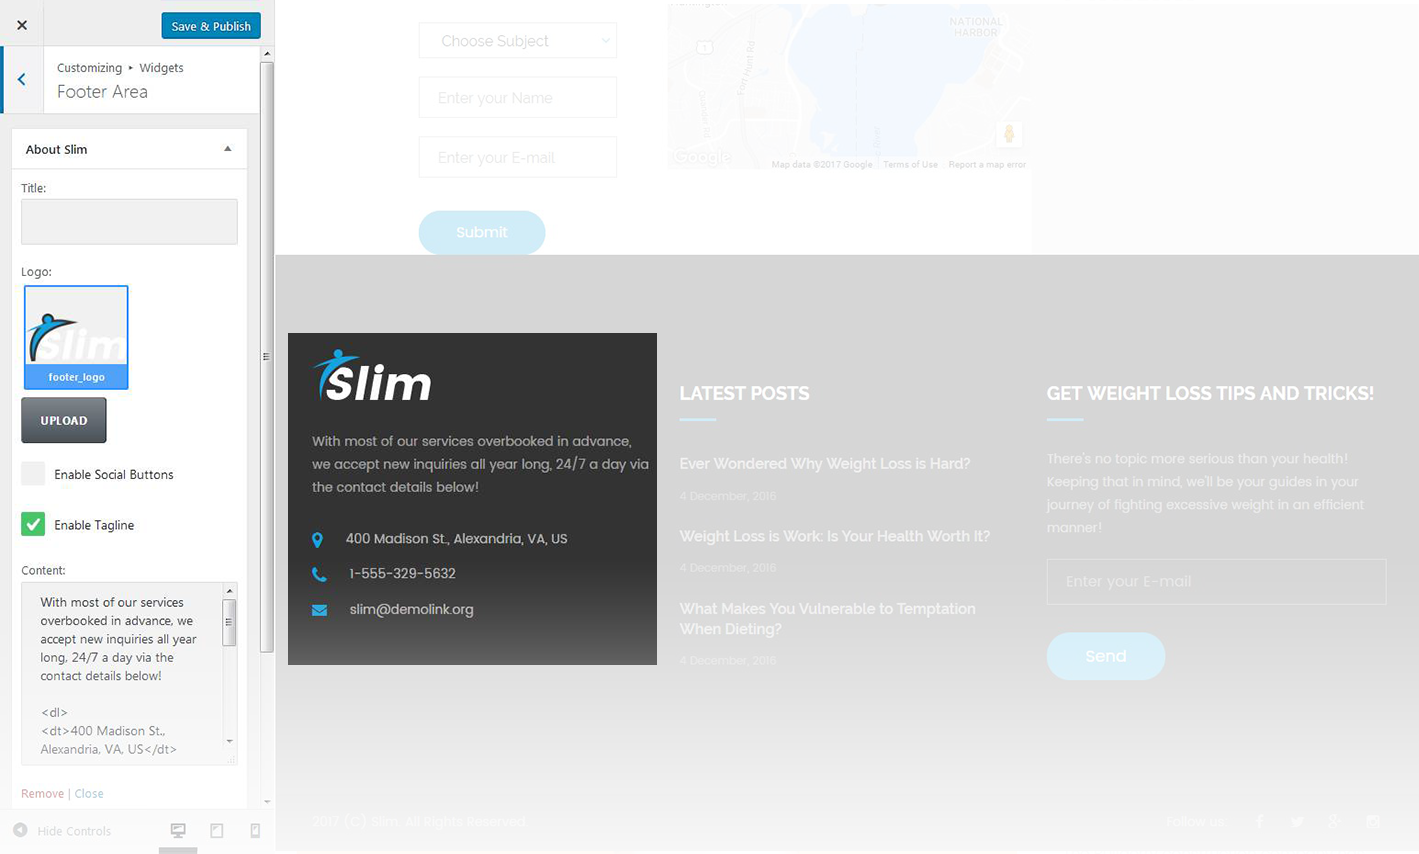 Save & Publish
Customizing ▸ Widgets
Footer Area
About Slim
Title:
Logo:
slim
footer_logo
UPLOAD
Enable Social Buttons
Enable Tagline
Content:
With most of our services
overbooked in advance, we
accept new inquiries all year
long, 24/7 a day via the
contact details below!
<dl>
<dt>400 Madison St.,
Alexandria, VA, US</dt>
Remove | Close
Hide Controls
Choose Subject
Enter your Name
Enter your E-mail
Submit
NATIONAL
HARBOR
1
Fort Hunt Rd
Google
Map data ©2017 Google Terms of Use Report a map error
slim
With most of our services overbooked in advance,
we accept new inquiries all year long, 24/7 a day via
the contact details below!
400 Madison St., Alexandria, VA, US
1-555-329-5632
slim@demolink.org
LATEST POSTS
Ever Wondered Why Weight Loss is Hard?
4 December, 2016
Weight Loss is Work: Is Your Health Worth It?
4 December, 2016
What Makes You Vulnerable to Temptation
When Dieting?
4 December, 2016
GET WEIGHT LOSS TIPS AND TRICKS!
There's no topic more serious than your health!
Keeping that in mind, we'll be your guides in your
journey of fighting excessive weight in an efficient
manner!
Enter your E-mail
Send
2017 (C) Slim. All Rights Reserved.
Follow us